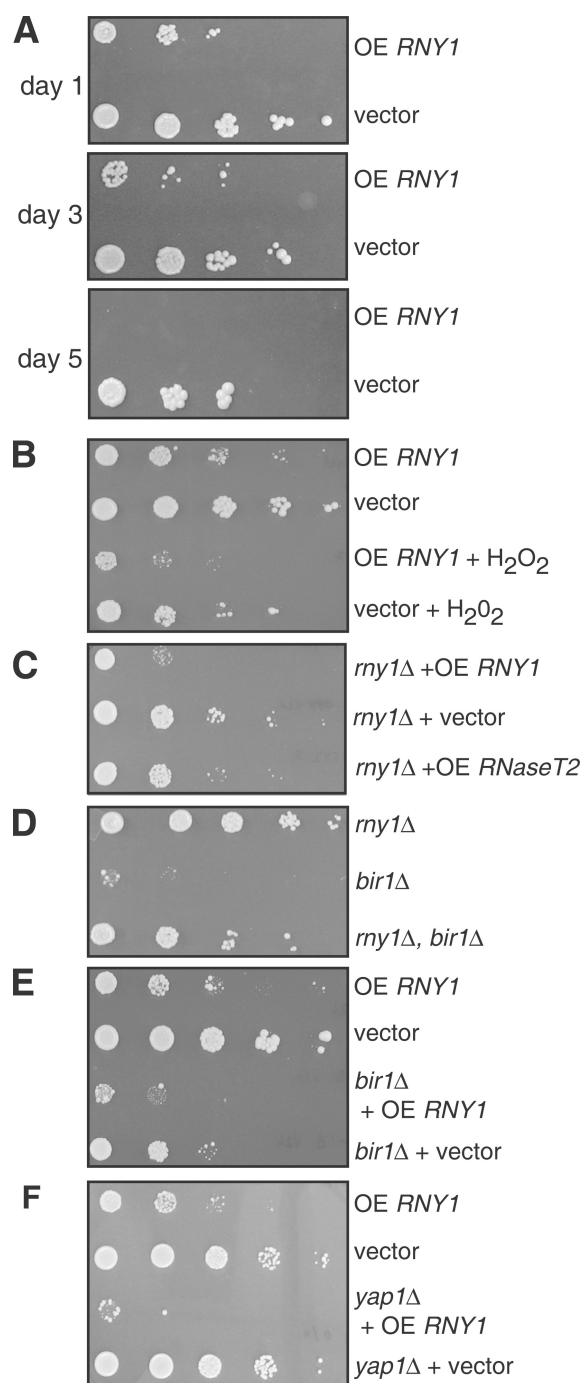 A
OE RNY1
day 1
vector
OE RNY1
day 3
vector
OE RNY1
day 5
vector
B
OE RNY1
vector
OE RNY1 + H2O2
vector + H202
C
rny1Δ +OE RNY1
rny1Δ + vector
rny1Δ +OE RNaseT2
D
rny1Δ
bir1Δ
rny1Δ, bir1Δ
E
OE RNY1
vector
bir1Δ
+ OE RNY1
bir1Δ + vector
F
OE RNY1
vector
yap1Δ
+ OE RNY1
yap1Δ + vector